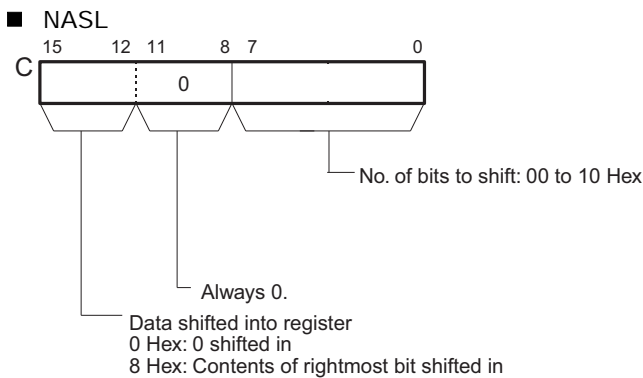 ■ NASL
15 12 11 8 7 0
C
0
No. of bits to shift: 00 to 10 Hex
Always 0.
Data shifted into register
0 Hex: 0 shifted in
8 Hex: Contents of rightmost bit shifted in